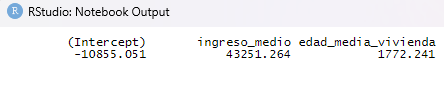 R RStudio: Notebook Output
(Intercept) ingreso_medio edad_media_vivienda
-10855.051 43251.264 1772.241